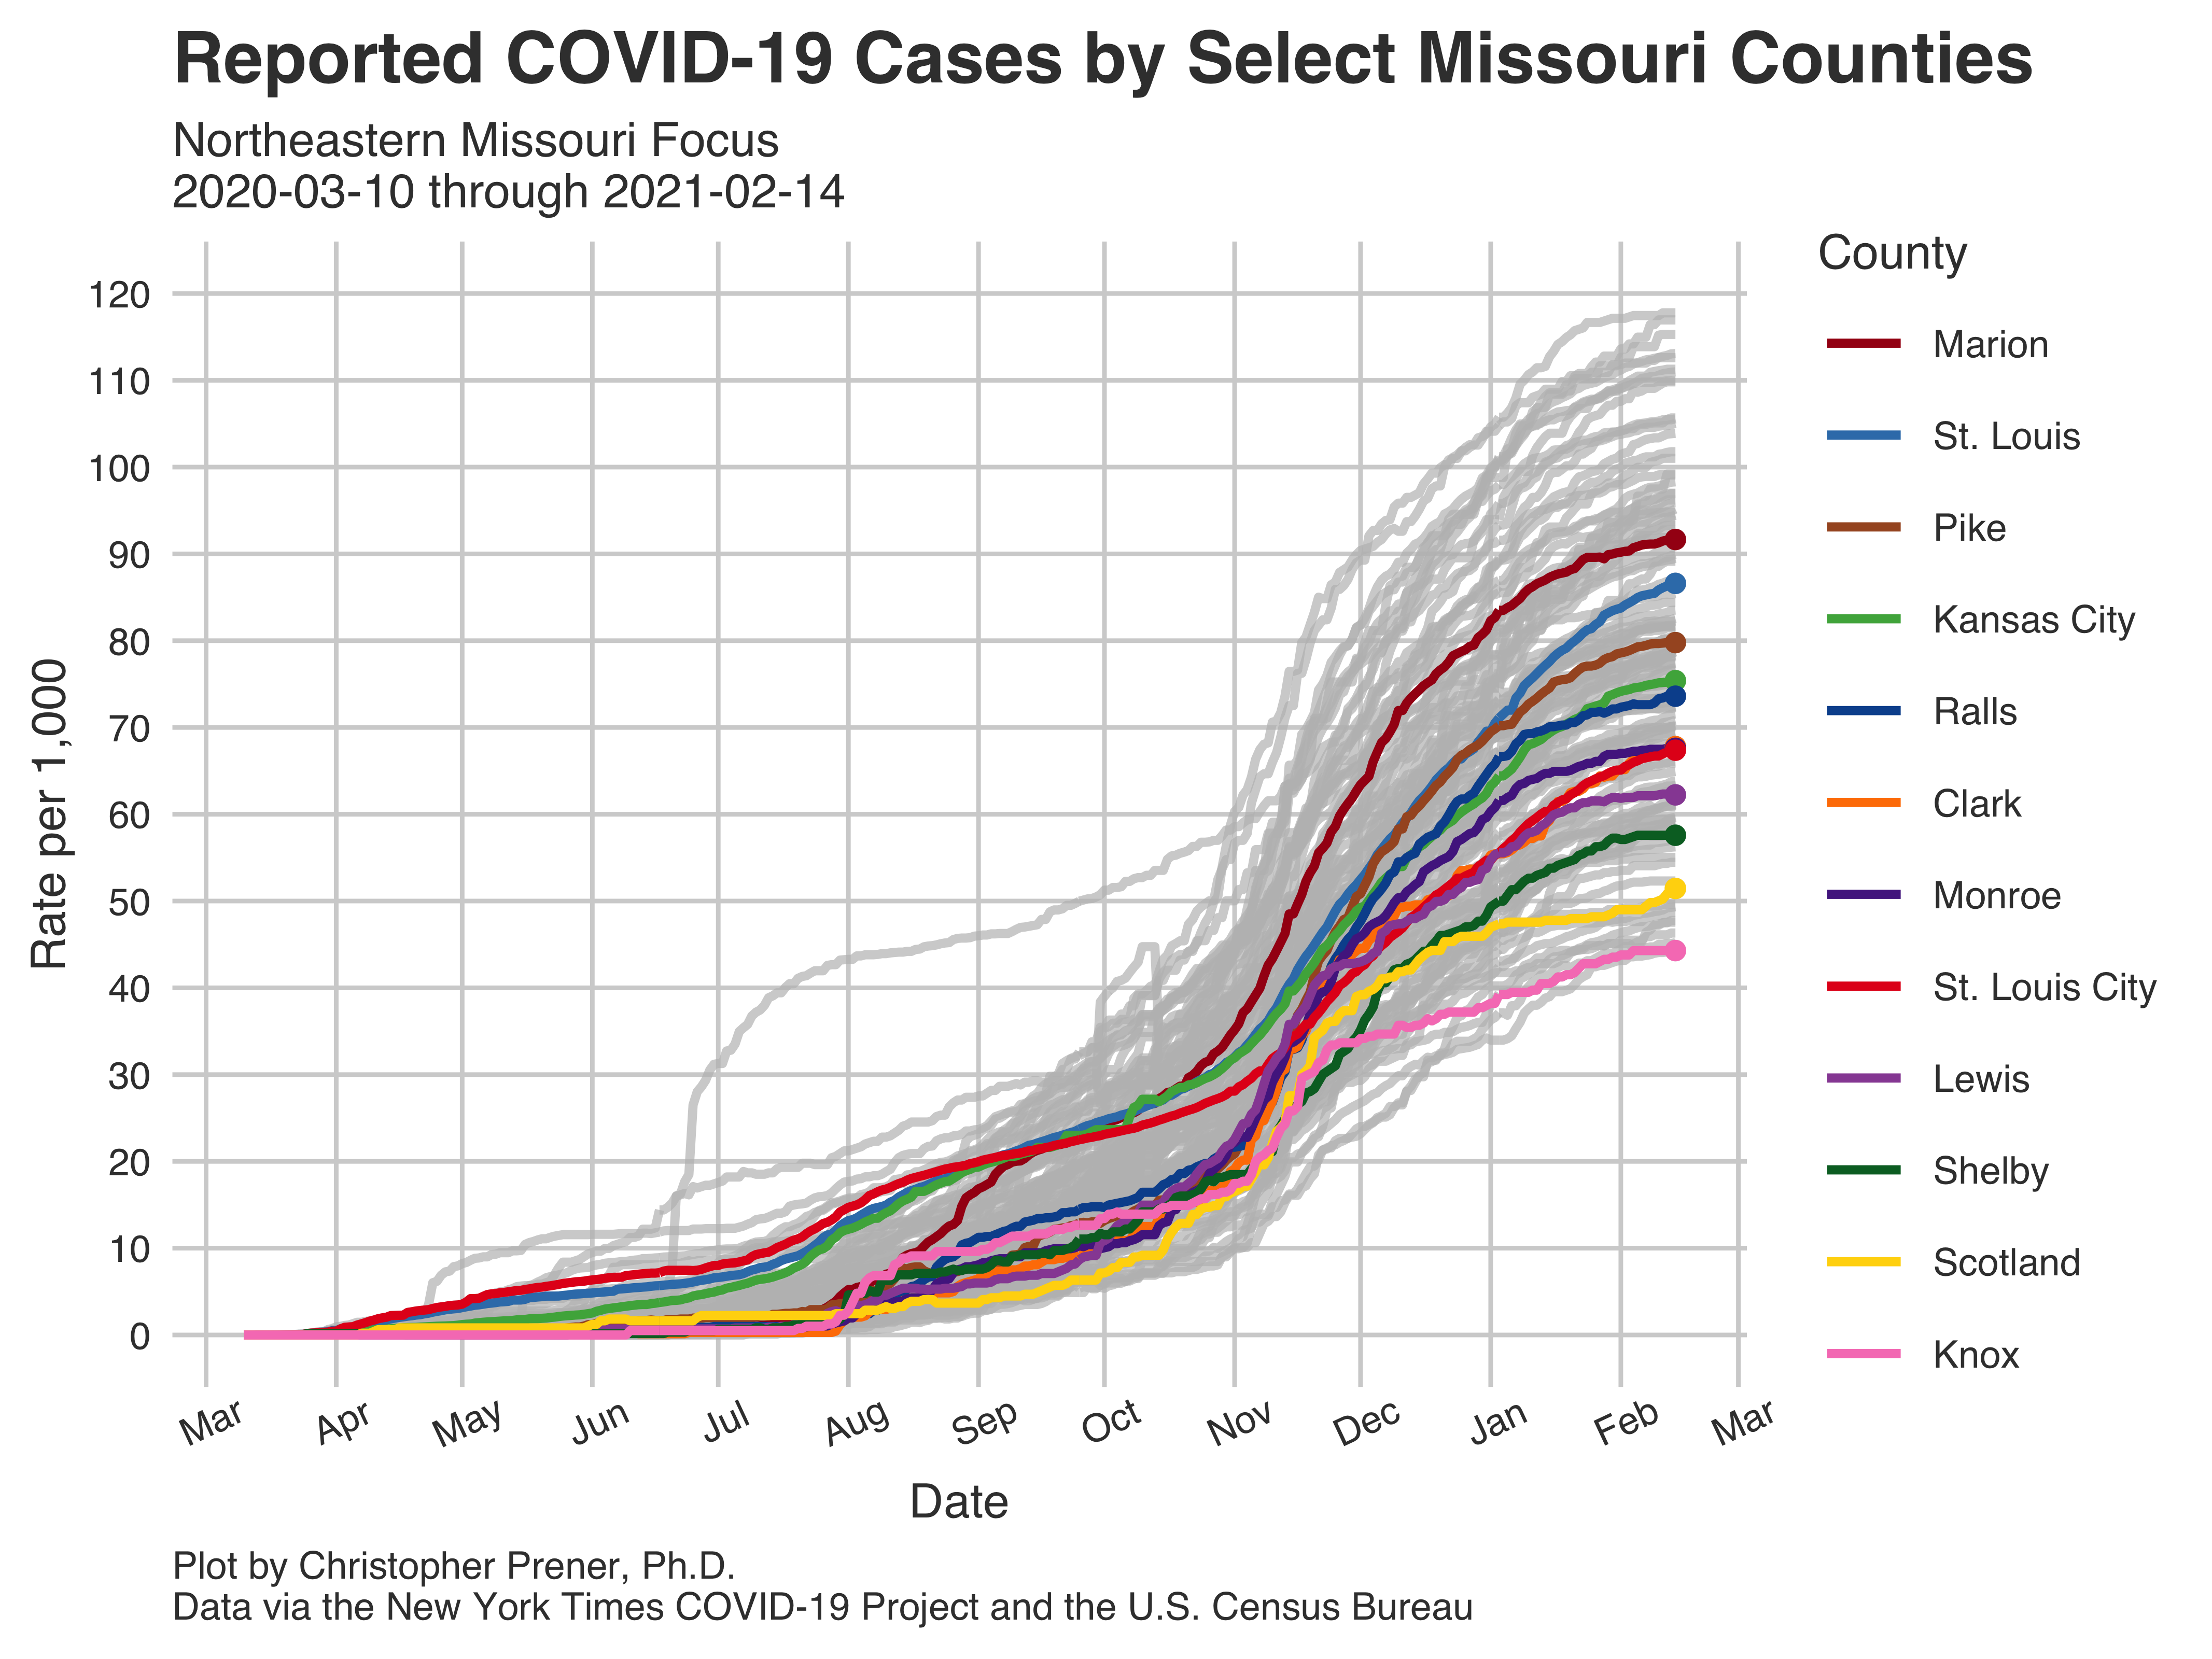 Reported COVID-19 Cases by Select Missouri Counties
Northeastern Missouri Focus
2020-03-10 through 2021-02-14
County
Marion
St. Louis
Pike
Kansas City
Ralls
Clark
Monroe
St. Louis City
Lewis
Shelby
Scotland
Knox
Rate per 1,000
120
110
100
90
80
70
60
50
40
30
20
10
0
Mar Apr May Jun Jul Aug Sep Oct Nov Dec Jan Feb Mar
Date
Plot by Christopher Prener, Ph.D.
Data via the New York Times COVID-19 Project and the U.S. Census Bureau